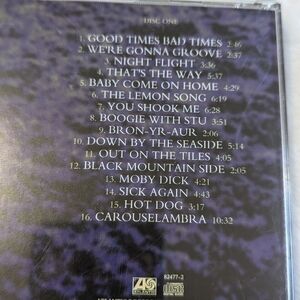 DISC ONE
1. GOOD TIMES BAD TIMES 2:46
2. WE'RE GONNA GROOVE 2:37
3. NIGHT FLIGHT 3:36
4. THAT'S THE WAY 5:37
5. BABY COME ON HOME 4:29
6. THE LEMON SONG 6:19
7. YOU SHOOK ME 6:28
8. BOOGIE WITH STU 3:51
9. BRON-YR-AUR 2:06
10. DOWN BY THE SEASIDE 5:14
11. OUT ON THE TILES 4:05
12. BLACK MOUNTAIN SIDE 2:05
13. MOBY DICK 4:21
14. SICK AGAIN 4:41
15. HOT DOG 3:17
16. CAROUSELAMBRA 10:32
ATLANTIC
82477-2